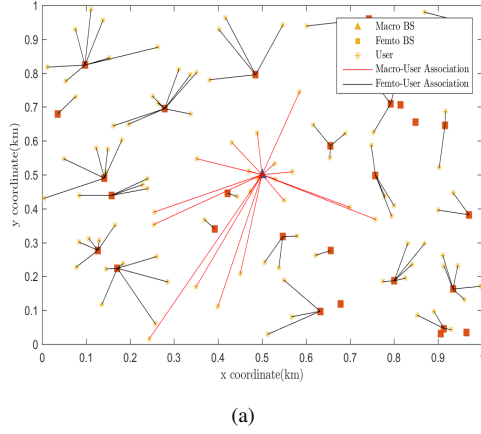 1
0.9
0.8
0.7
0.6
0.5
0.4
0.3
0.2
0.1
0
y coordinate(km)
Macro BS
Femto BS
User
Macro-User Association
Femto-User Association
0 0.1 0.2 0.3 0.4 0.5 0.6 0.7 0.8 0.9 1
x coordinate(km)
(a)